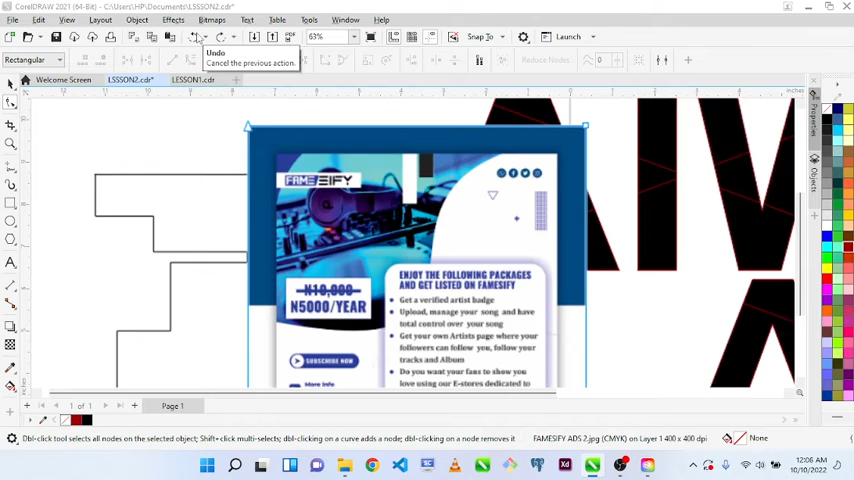 CorelDRAW 2021 (64-Bit) - C:\Users\HP\Documents\LSSSON2.cdr*
File Edit View Layout Object Effects Bitmaps Text Table Tools Window Help
63% Snap To Launch
Undo
Cancel the previous action.
Rectangular Reduce Nodes 0
Welcome Screen LSSSON2.cdr* LESSON1.cdr
inches
Properties
Objects
AIV
A
FAMESIFY
N10,000
N5000/YEAR
SUBSCRIBE NOW
More Info
ENJOY THE FOLLOWING PACKAGES
AND GET LISTED ON FAMESIFY
Get a verified artist badge
Upload, manage your song and have
total control over your song
Get your own Artists page where your
followers can follow you, follow your
tracks and Album
Do you want your fans to show you
love using our E-stores dedicated to
1 of 1 Page 1
Dbl-click tool selects all nodes on the selected object; Shift+click multi-selects; dbl-clicking on a curve adds a node; dbl-clicking on a node removes it FAMESIFY ADS 2.jpg (CMYK) on Layer 1 400 x 400 dpi None
12:06 AM
10/10/2022